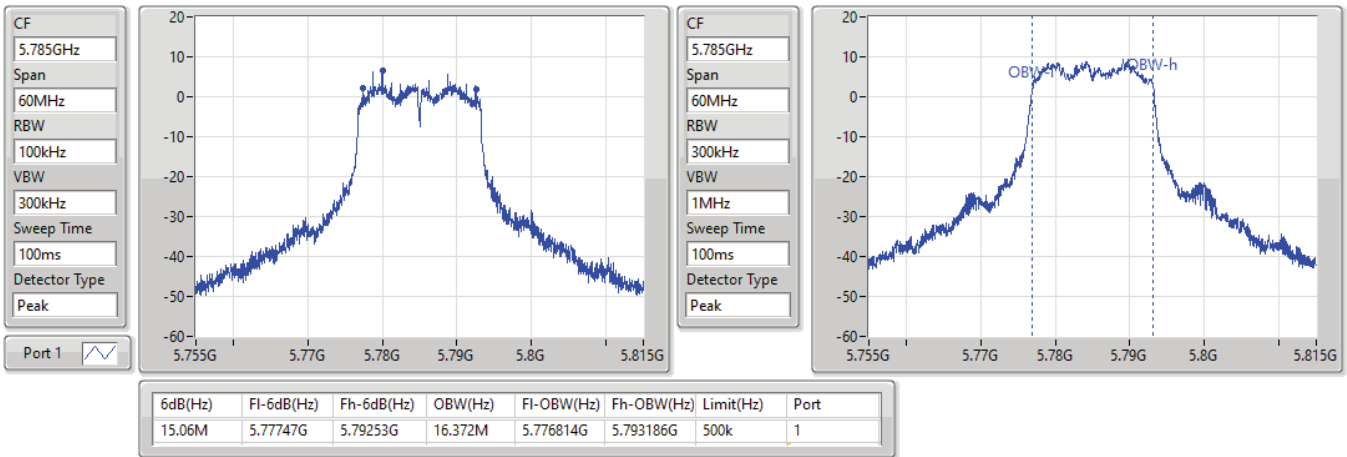 CF
5.785GHz
Span
60MHz
RBW
100kHz
VBW
300kHz
Sweep Time
100ms
Detector Type
Peak
Port 1
20
10
0
-10
-20
-30
-40
-50
-60
5.755G 5.77G 5.78G 5.79G 5.8G 5.815G
CF
5.785GHz
Span
60MHz
RBW
300kHz
VBW
1MHz
Sweep Time
100ms
Detector Type
Peak
20
10
0
-10
-20
-30
-40
-50
-60
OBW-l OBW-h
5.755G 5.77G 5.78G 5.79G 5.8G 5.815G
6dB(Hz) Fl-6dB(Hz) Fh-6dB(Hz) OBW(Hz) Fl-OBW(Hz) Fh-OBW(Hz) Limit(Hz) Port
15.06M 5.77747G 5.79253G 16.372M 5.776814G 5.793186G 500k 1